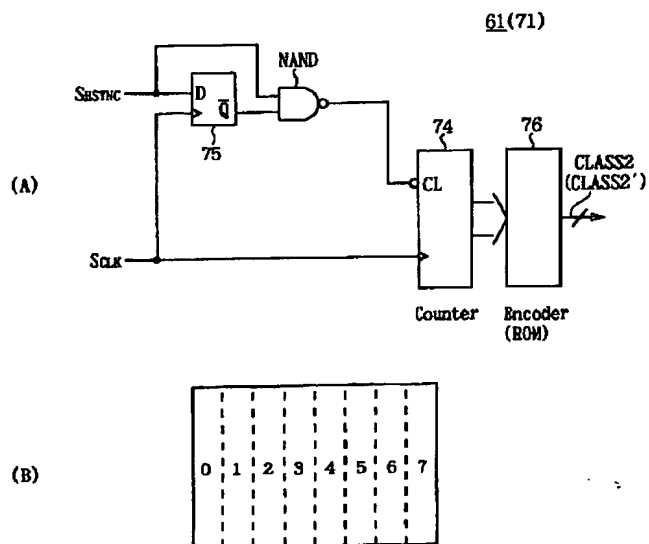 61(71)
NAND
SHSYNC
D
Q
75
74
76
CLASS2
(CLASS2')
(A)
CL
SCLK
Counter Encoder
(ROM)
(B)
0 1 2 3 4 5 6 7